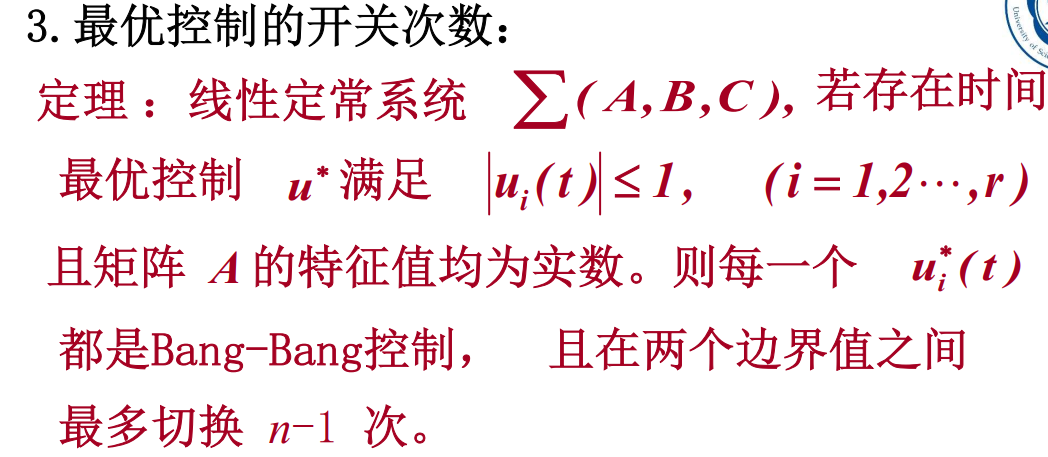 3. 最优控制的开关次数：
定理：线性定常系统 ∑(A,B,C), 若存在时间
最优控制 u* 满足 |uᵢ(t)| ≤ 1, (i = 1,2⋯,r)
且矩阵 A 的特征值均为实数。则每一个 uᵢ*(t)
都是Bang-Bang控制， 且在两个边界值之间
最多切换 n-1 次。